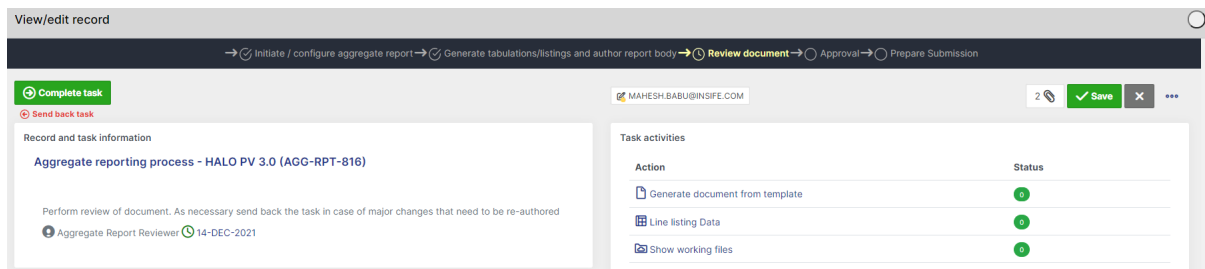 View/edit record
Initiate / configure aggregate report Generate tabulations/listings and author report body Review document Approval Prepare Submission
Complete task
Send back task
MAHESH.BABU@INSIFE.COM
2
Save
Record and task information
Aggregate reporting process - HALO PV 3.0 (AGG-RPT-816)
Perform review of document. As necessary send back the task in case of major changes that need to be re-authored
Aggregate Report Reviewer 14-DEC-2021
Task activities
Action Status
Generate document from template 0
Line listing Data 0
Show working files 0